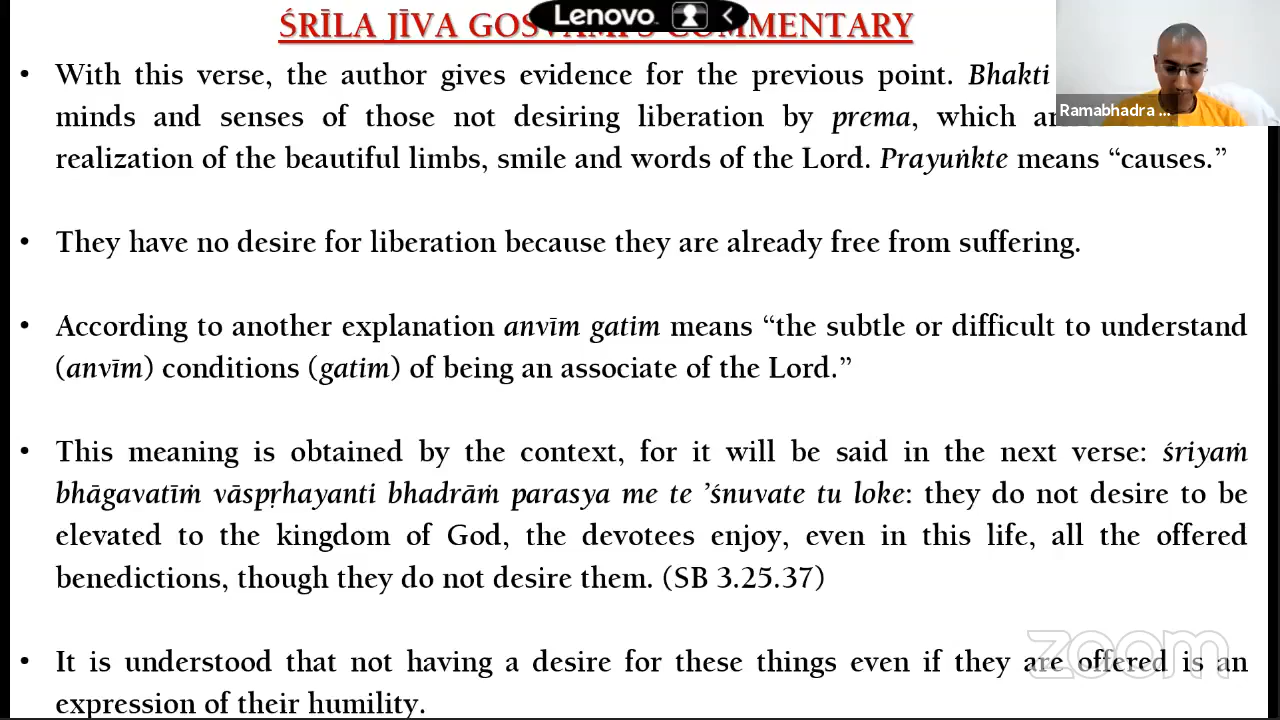 ŚRĪLA JĪVA GOSVĀMĪ'S COMMENTARY
Lenovo
• With this verse, the author gives evidence for the previous point. Bhakti
Ramabhadra ...
minds and senses of those not desiring liberation by prema, which
realization of the beautiful limbs, smile and words of the Lord. Prayuṅkte means “causes.”
• They have no desire for liberation because they are already free from suffering.
• According to another explanation anvīm gatim means “the subtle or difficult to understand
(anvīm) conditions (gatim) of being an associate of the Lord.”
• This meaning is obtained by the context, for it will be said in the next verse: śriyaṁ
bhāgavatīṁ vāspṛhayanti bhadrāṁ parasya me te ’śnuvate tu loke: they do not desire to be
elevated to the kingdom of God, the devotees enjoy, even in this life, all the offered
benedictions, though they do not desire them. (SB 3.25.37)
• It is understood that not having a desire for these things even if they are offered is an
zoom
expression of their humility.